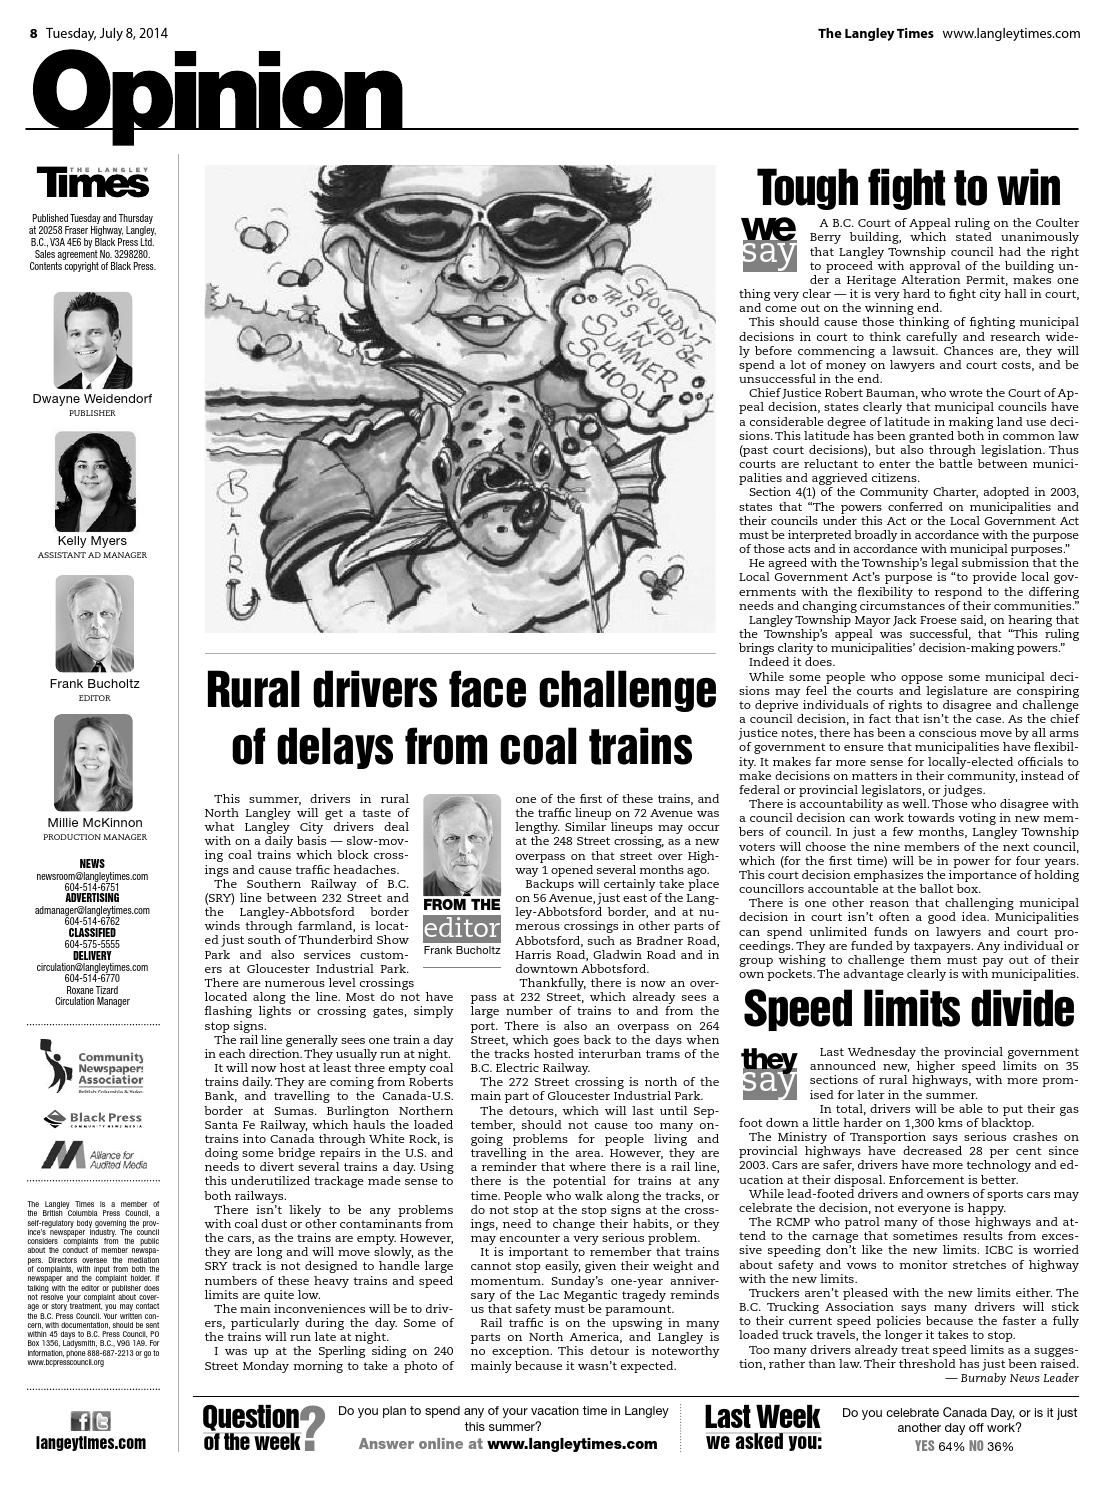 8 Tuesday, July 8, 2014
The Langley Times www.langleytimes.com
Opinion
THE LANGLEY
Times
Published Tuesday and Thursday
at 20258 Fraser Highway, Langley,
B.C., V3A 4E6 by Black Press Ltd.
Sales agreement No. 3298280.
Contents copyright of Black Press.
Dwayne Weidendorf
PUBLISHER
Kelly Myers
ASSISTANT AD MANAGER
Frank Bucholtz
EDITOR
Millie McKinnon
PRODUCTION MANAGER
NEWS
newsroom@langleytimes.com
604-514-6751
ADVERTISING
admanager@langleytimes.com
604-514-6762
CLASSIFIED
604-575-5555
DELIVERY
circulation@langleytimes.com
604-514-6770
Roxane Tizard
Circulation Manager
Community
Newspapers
Association
British Columbia & Yukon
Black Press
COMMUNITY NEWS MEDIA
Alliance for
Audited Media
The Langley Times is a member of
the British Columbia Press Council, a
self-regulatory body governing the prov-
ince's newspaper industry. The council
considers complaints from the public
about the conduct of member newspa-
pers. Directors oversee the mediation
of complaints, with input from both the
newspaper and the complaint holder. If
talking with the editor or publisher does
not resolve your complaint about cover-
age or story treatment, you may contact
the B.C. Press Council. Your written con-
cern, with documentation, should be sent
within 45 days to B.C. Press Council, PO
Box 1356, Ladysmith, B.C., V9G 1A9. For
information, phone 888-687-2213 or go to
www.bcpresscouncil.org
langeytimes.com
SHOULDN'T
THIS KIND
BE
SUMMER
SCHOOL?
BLAIR
Rural drivers face challenge
of delays from coal trains
This summer, drivers in rural
North Langley will get a taste of
what Langley City drivers deal
with on a daily basis — slow-mov-
ing coal trains which block cross-
ings and cause traffic headaches.
The Southern Railway of B.C.
(SRY) line between 232 Street and
the Langley-Abbotsford border
winds through farmland, is locat-
ed just south of Thunderbird Show
Park and also services custom-
ers at Gloucester Industrial Park.
There are numerous level crossings
located along the line. Most do not have
flashing lights or crossing gates, simply
stop signs.
The rail line generally sees one train a day
in each direction. They usually run at night.
It will now host at least three empty coal
trains daily. They are coming from Roberts
Bank, and travelling to the Canada-U.S.
border at Sumas. Burlington Northern
Santa Fe Railway, which hauls the loaded
trains into Canada through White Rock, is
doing some bridge repairs in the U.S. and
needs to divert several trains a day. Using
this underutilized trackage made sense to
both railways.
There isn't likely to be any problems
with coal dust or other contaminants from
the cars, as the trains are empty. However,
they are long and will move slowly, as the
SRY track is not designed to handle large
numbers of these heavy trains and speed
limits are quite low.
The main inconveniences will be to driv-
ers, particularly during the day. Some of
the trains will run late at night.
I was up at the Sperling siding on 240
Street Monday morning to take a photo of
FROM THE
editor
Frank Bucholtz
one of the first of these trains, and
the traffic lineup on 72 Avenue was
lengthy. Similar lineups may occur
at the 248 Street crossing, as a new
overpass on that street over High-
way 1 opened several months ago.
Backups will certainly take place
on 56 Avenue, just east of the Lang-
ley-Abbotsford border, and at nu-
merous crossings in other parts of
Abbotsford, such as Bradner Road,
Harris Road, Gladwin Road and in
downtown Abbotsford.
Thankfully, there is now an over-
pass at 232 Street, which already sees a
large number of trains to and from the
port. There is also an overpass on 264
Street, which goes back to the days when
the tracks hosted interurban trams of the
B.C. Electric Railway.
The 272 Street crossing is north of the
main part of Gloucester Industrial Park.
The detours, which will last until Sep-
tember, should not cause too many on-
going problems for people living and
travelling in the area. However, they are
a reminder that where there is a rail line,
there is the potential for trains at any
time. People who walk along the tracks, or
do not stop at the stop signs at the cross-
ings, need to change their habits, or they
may encounter a very serious problem.
It is important to remember that trains
cannot stop easily, given their weight and
momentum. Sunday's one-year anniver-
sary of the Lac Megantic tragedy reminds
us that safety must be paramount.
Rail traffic is on the upswing in many
parts on North America, and Langley is
no exception. This detour is noteworthy
mainly because it wasn't expected.
Tough fight to win
we
say
A B.C. Court of Appeal ruling on the Coulter
Berry building, which stated unanimously
that Langley Township council had the right
to proceed with approval of the building un-
der a Heritage Alteration Permit, makes one
thing very clear — it is very hard to fight city hall in court,
and come out on the winning end.
This should cause those thinking of fighting municipal
decisions in court to think carefully and research wide-
ly before commencing a lawsuit. Chances are, they will
spend a lot of money on lawyers and court costs, and be
unsuccessful in the end.
Chief Justice Robert Bauman, who wrote the Court of Ap-
peal decision, states clearly that municipal councils have
a considerable degree of latitude in making land use deci-
sions. This latitude has been granted both in common law
(past court decisions), but also through legislation. Thus
courts are reluctant to enter the battle between munici-
palities and aggrieved citizens.
Section 4(1) of the Community Charter, adopted in 2003,
states that “The powers conferred on municipalities and
their councils under this Act or the Local Government Act
must be interpreted broadly in accordance with the purpose
of those acts and in accordance with municipal purposes.”
He agreed with the Township's legal submission that the
Local Government Act's purpose is “to provide local gov-
ernments with the flexibility to respond to the differing
needs and changing circumstances of their communities.”
Langley Township Mayor Jack Froese said, on hearing that
the Township's appeal was successful, that “This ruling
brings clarity to municipalities' decision-making powers.”
Indeed it does.
While some people who oppose some municipal deci-
sions may feel the courts and legislature are conspiring
to deprive individuals of rights to disagree and challenge
a council decision, in fact that isn't the case. As the chief
justice notes, there has been a conscious move by all arms
of government to ensure that municipalities have flexibil-
ity. It makes far more sense for locally-elected officials to
make decisions on matters in their community, instead of
federal or provincial legislators, or judges.
There is accountability as well. Those who disagree with
a council decision can work towards voting in new mem-
bers of council. In just a few months, Langley Township
voters will choose the nine members of the next council,
which (for the first time) will be in power for four years.
This court decision emphasizes the importance of holding
councillors accountable at the ballot box.
There is one other reason that challenging municipal
decision in court isn't often a good idea. Municipalities
can spend unlimited funds on lawyers and court pro-
ceedings. They are funded by taxpayers. Any individual or
group wishing to challenge them must pay out of their
own pockets. The advantage clearly is with municipalities.
Speed limits divide
they
say
Last Wednesday the provincial government
announced new, higher speed limits on 35
sections of rural highways, with more prom-
ised for later in the summer.
In total, drivers will be able to put their gas
foot down a little harder on 1,300 kms of blacktop.
The Ministry of Transportion says serious crashes on
provincial highways have decreased 28 per cent since
2003. Cars are safer, drivers have more technology and ed-
ucation at their disposal. Enforcement is better.
While lead-footed drivers and owners of sports cars may
celebrate the decision, not everyone is happy.
The RCMP who patrol many of those highways and at-
tend to the carnage that sometimes results from exces-
sive speeding don't like the new limits. ICBC is worried
about safety and vows to monitor stretches of highway
with the new limits.
Truckers aren't pleased with the new limits either. The
B.C. Trucking Association says many drivers will stick
to their current speed policies because the faster a fully
loaded truck travels, the longer it takes to stop.
Too many drivers already treat speed limits as a sugges-
tion, rather than law. Their threshold has just been raised.
— Burnaby News Leader
Question
of the week
?
Do you plan to spend any of your vacation time in Langley
this summer?
Answer online at www.langleytimes.com
Last Week
we asked you:
Do you celebrate Canada Day, or is it just
another day off work?
YES 64% NO 36%